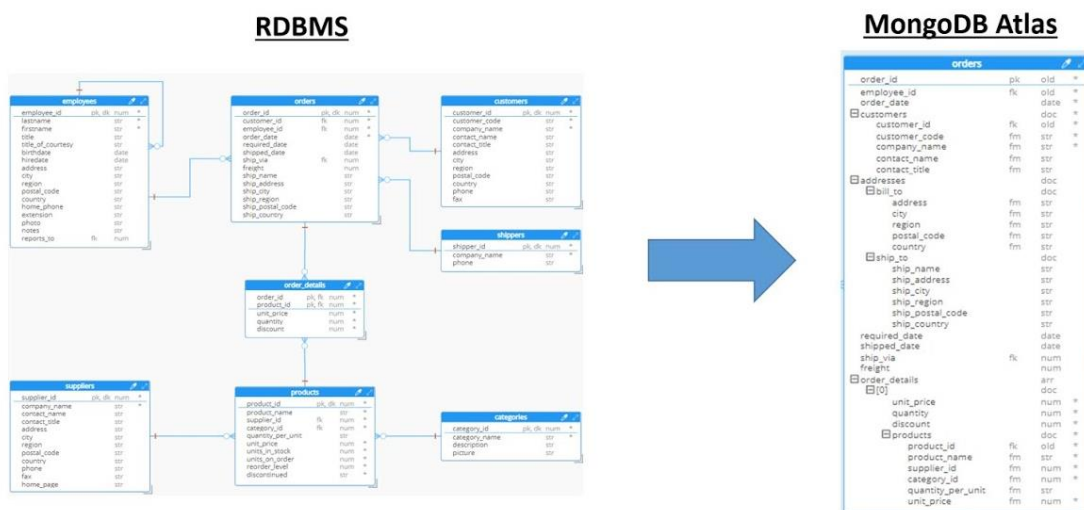 RDBMS
MongoDB Atlas
employees
employee_id pk, dk num *
lastname str *
firstname str *
title str
title_of_courtesy str
birthdate date
hiredate date
address str
city str
region str
postal_code str
country str
home_phone str
extension str
photo str
notes str
reports_to fk num
orders
order_id pk, dk num *
customer_id fk num *
employee_id fk num *
order_date date *
required_date date
shipped_date date
ship_via fk num
freight num
ship_name str
ship_address str
ship_city str
ship_region str
ship_postal_code str
ship_country str
customers
customer_id pk, dk num *
customer_code str *
company_name str *
contact_name str
contact_title str
address str
city str
region str
postal_code str
country str
phone str
fax str
shippers
shipper_id pk, dk num *
company_name str *
phone str
order_details
order_id pk, fk num *
product_id pk, fk num *
unit_price num *
quantity num *
discount num *
suppliers
supplier_id pk, dk num *
company_name str *
contact_name str
contact_title str
address str
city str
region str
postal_code str
country str
phone str
fax str
home_page str
products
product_id pk, dk num *
product_name str *
supplier_id fk num *
category_id fk num *
quantity_per_unit str
unit_price num *
units_in_stock num *
units_on_order num *
reorder_level num *
discontinued str *
categories
category_id pk, dk num *
category_name str *
description str
picture str
orders
order_id pk oId *
employee_id fk oId *
order_date date *
customers doc *
customer_id fk oId *
customer_code fm str *
company_name fm str *
contact_name fm str
contact_title fm str
addresses doc
bill_to doc
address fm str
city fm str
region fm str
postal_code fm str
country fm str
ship_to doc
ship_name str
ship_address str
ship_city str
ship_region str
ship_postal_code str
ship_country str
required_date date
shipped_date date
ship_via fk num
freight num
order_details arr
[0] doc
unit_price num *
quantity num *
discount num *
products doc *
product_id fk oId *
product_name fm str *
supplier_id fm num *
category_id fm num *
quantity_per_unit fm str
unit_price fm num *